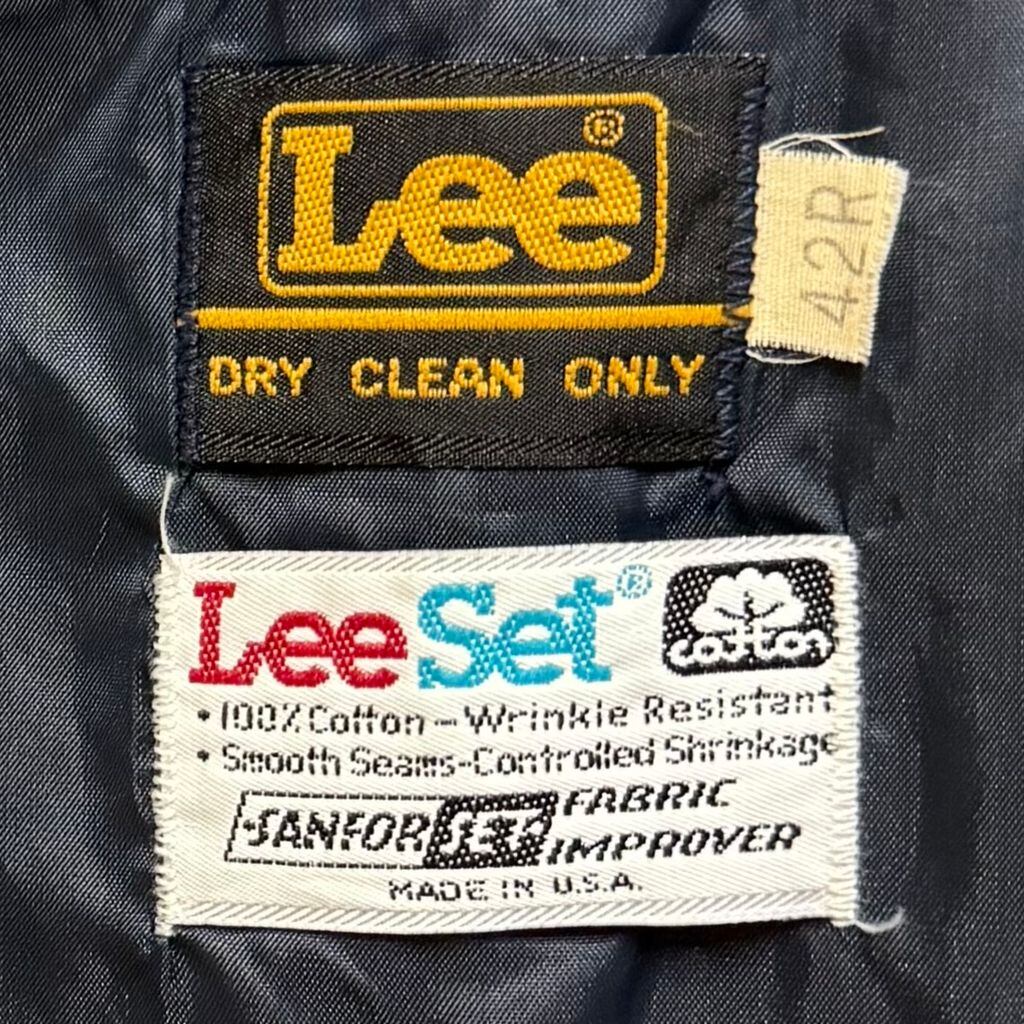 Lee®
DRY CLEAN ONLY
42R
LeeSet®
cotton
• 100% Cotton - Wrinkle Resistant
• Smooth Seams-Controlled Shrinkage
SANFOR
FABRIC
IMPROVER
MADE IN U.S.A.